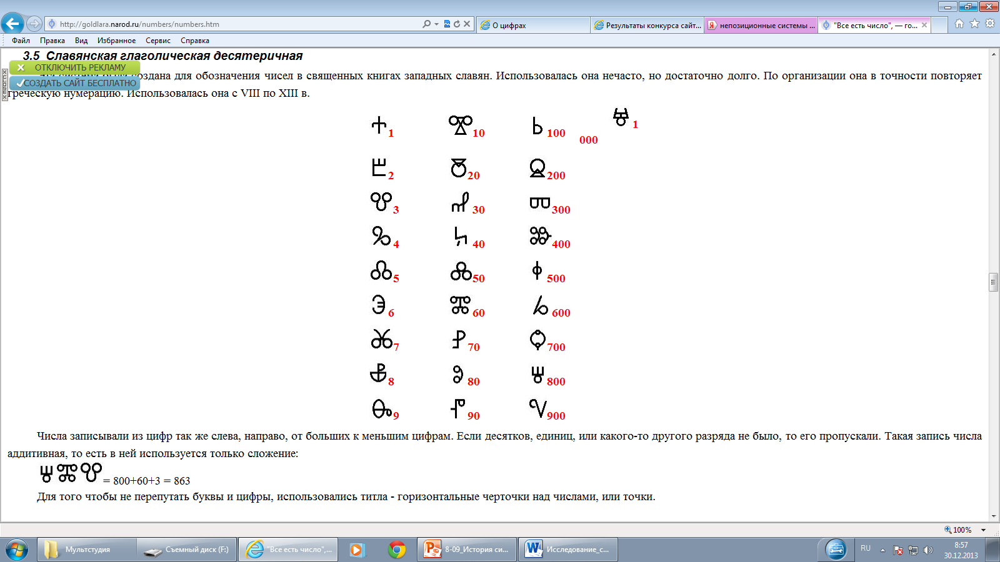 http://goldlara.narod.ru/numbers/numbers.htm
О цифрах
Результаты конкурса сайт...
непозиционные системы ...
"Все есть число", — го...
Файл Правка Вид Избранное Сервис Справка
3.5 Славянская глаголическая десятеричная
ОТКЛЮЧИТЬ РЕКЛАМУ
СОЗДАТЬ САЙТ БЕСПЛАТНО
создана для обозначения чисел в священных книгах западных славян. Использовалась она нечасто, но достаточно долго. По организации она в точности повторяет
греческую нумерацию. Использовалась она с VIII по XIII в.
Ⰰ 1 Ⰹ 10 Ⱃ 100 1
000
Ⰱ 2 20 Ⱄ 200
Ⰲ 3 30 Ⱅ 300
Ⰳ 4 40 400
Ⰴ 5 50 Ⱇ 500
Ⰵ 6 60 Ⱈ 600
Ⰶ 7 70 Ⱉ 700
Ⰷ 8 Ⱁ 80 800
Ⰸ 9 Ⱂ 90 Ⱌ 900
Числа записывали из цифр так же слева, направо, от больших к меньшим цифрам. Если десятков, единиц, или какого-то другого разряда не было, то его пропускали. Такая запись числа
аддитивная, то есть в ней используется только сложение:
= 800+60+3 = 863
Для того чтобы не перепутать буквы и цифры, использовались титла - горизонтальные черточки над числами, или точки.
100%
Мультстудия
Съемный диск (F:)
"Все есть число",...
8-09_История си...
Исследование_с...
RU
8:57
30.12.2013